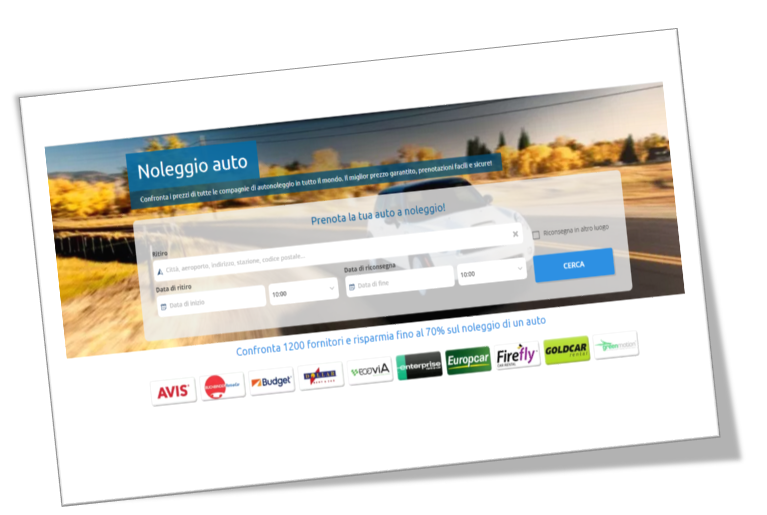 Noleggio auto
Confronta i prezzi di tutte le compagnie di autonoleggio in tutto il mondo. Il miglior prezzo garantito, prenotazioni facili e sicure!
Prenota la tua auto a noleggio!
Ritiro
Città, aeroporto, indirizzo, stazione, codice postale...
Riconsegna in altro luogo
Data di ritiro
Data di riconsegna
Data di inizio
10:00
Data di fine
10:00
CERCA
Confronta 1200 fornitori e risparmia fino al 70% sul noleggio di un auto
AVIS
Budget
enterprise
Europcar
Firefly
CAR RENTAL
GOLDCAR
rental